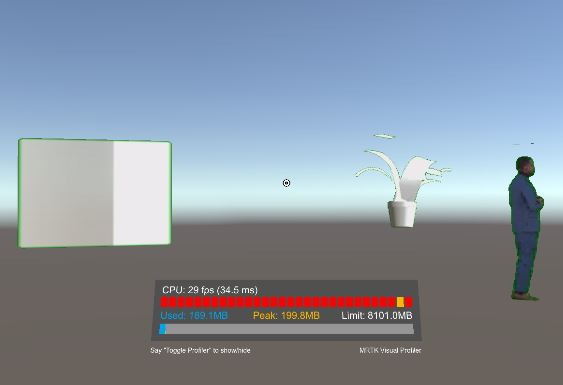 CPU: 29 fps (34.5 ms)
Used: 169.1MB Peak: 199.8MB Limit: 8101.0MB
Say "Toggle Profiler" to show/hide MRTK Visual Profiler